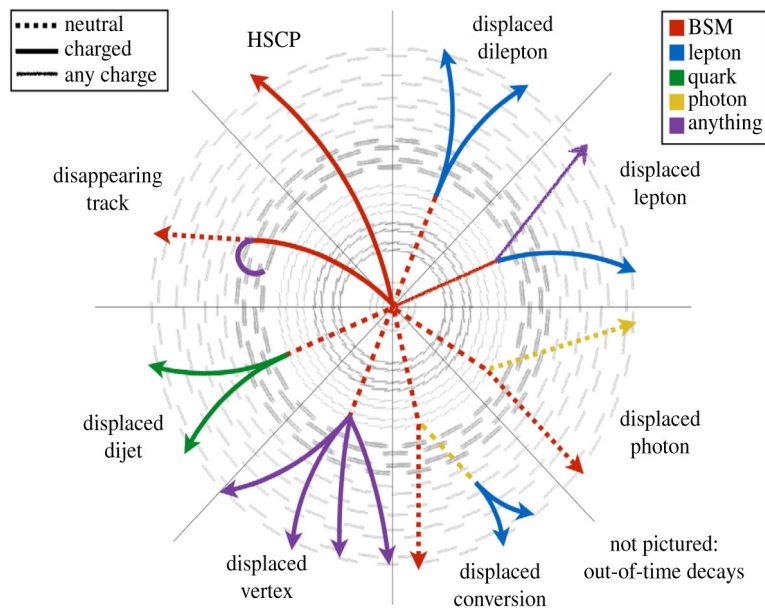 neutral
charged
any charge
HSCP
displaced
dilepton
BSM
lepton
quark
photon
anything
disappearing
track
displaced
lepton
displaced
dijet
displaced
photon
displaced
vertex
displaced
conversion
not pictured:
out-of-time decays